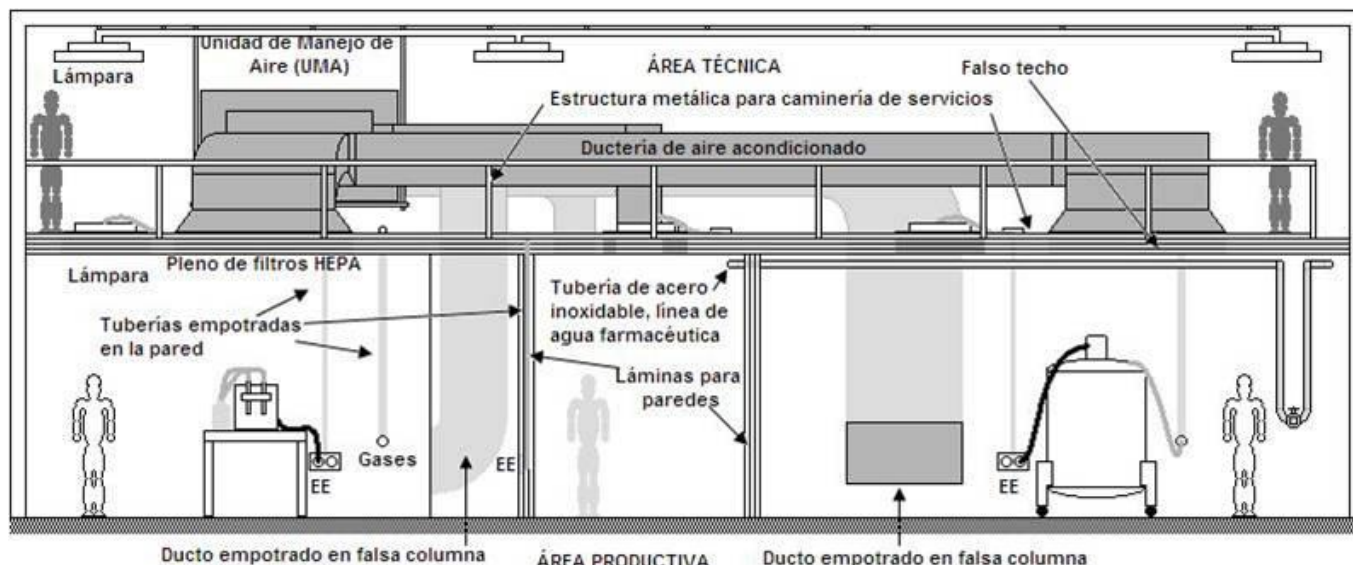 Unidad de Manejo de
Aire (UMA)
Lámpara
ÁREA TÉCNICA
Falso techo
Estructura metálica para caminería de servicios
Ductería de aire acondicionado
Lámpara
Pleno de filtros HEPA
Tuberías empotradas
en la pared
Tubería de acero
inoxidable, línea de
agua farmacéutica
Láminas para
paredes
Gases
EE
EE
EE
Ducto empotrado en falsa columna
ÁREA PRODUCTIVA
Ducto empotrado en falsa columna